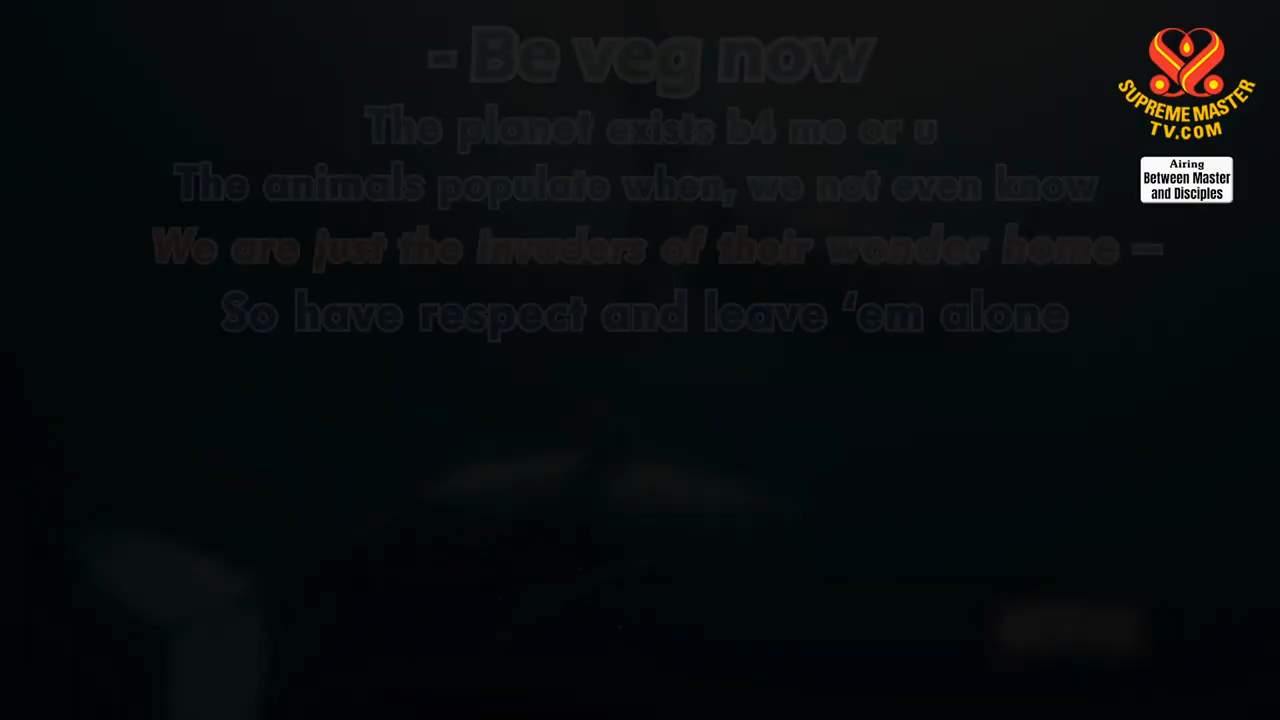 - Be veg now
The planet exists b4 me or u
The animals populate when, we not even know
We are just the invaders of their wonder home –
So have respect and leave ‘em alone
SUPREME MASTER
TV.COM
Airing
Between Master
and Disciples